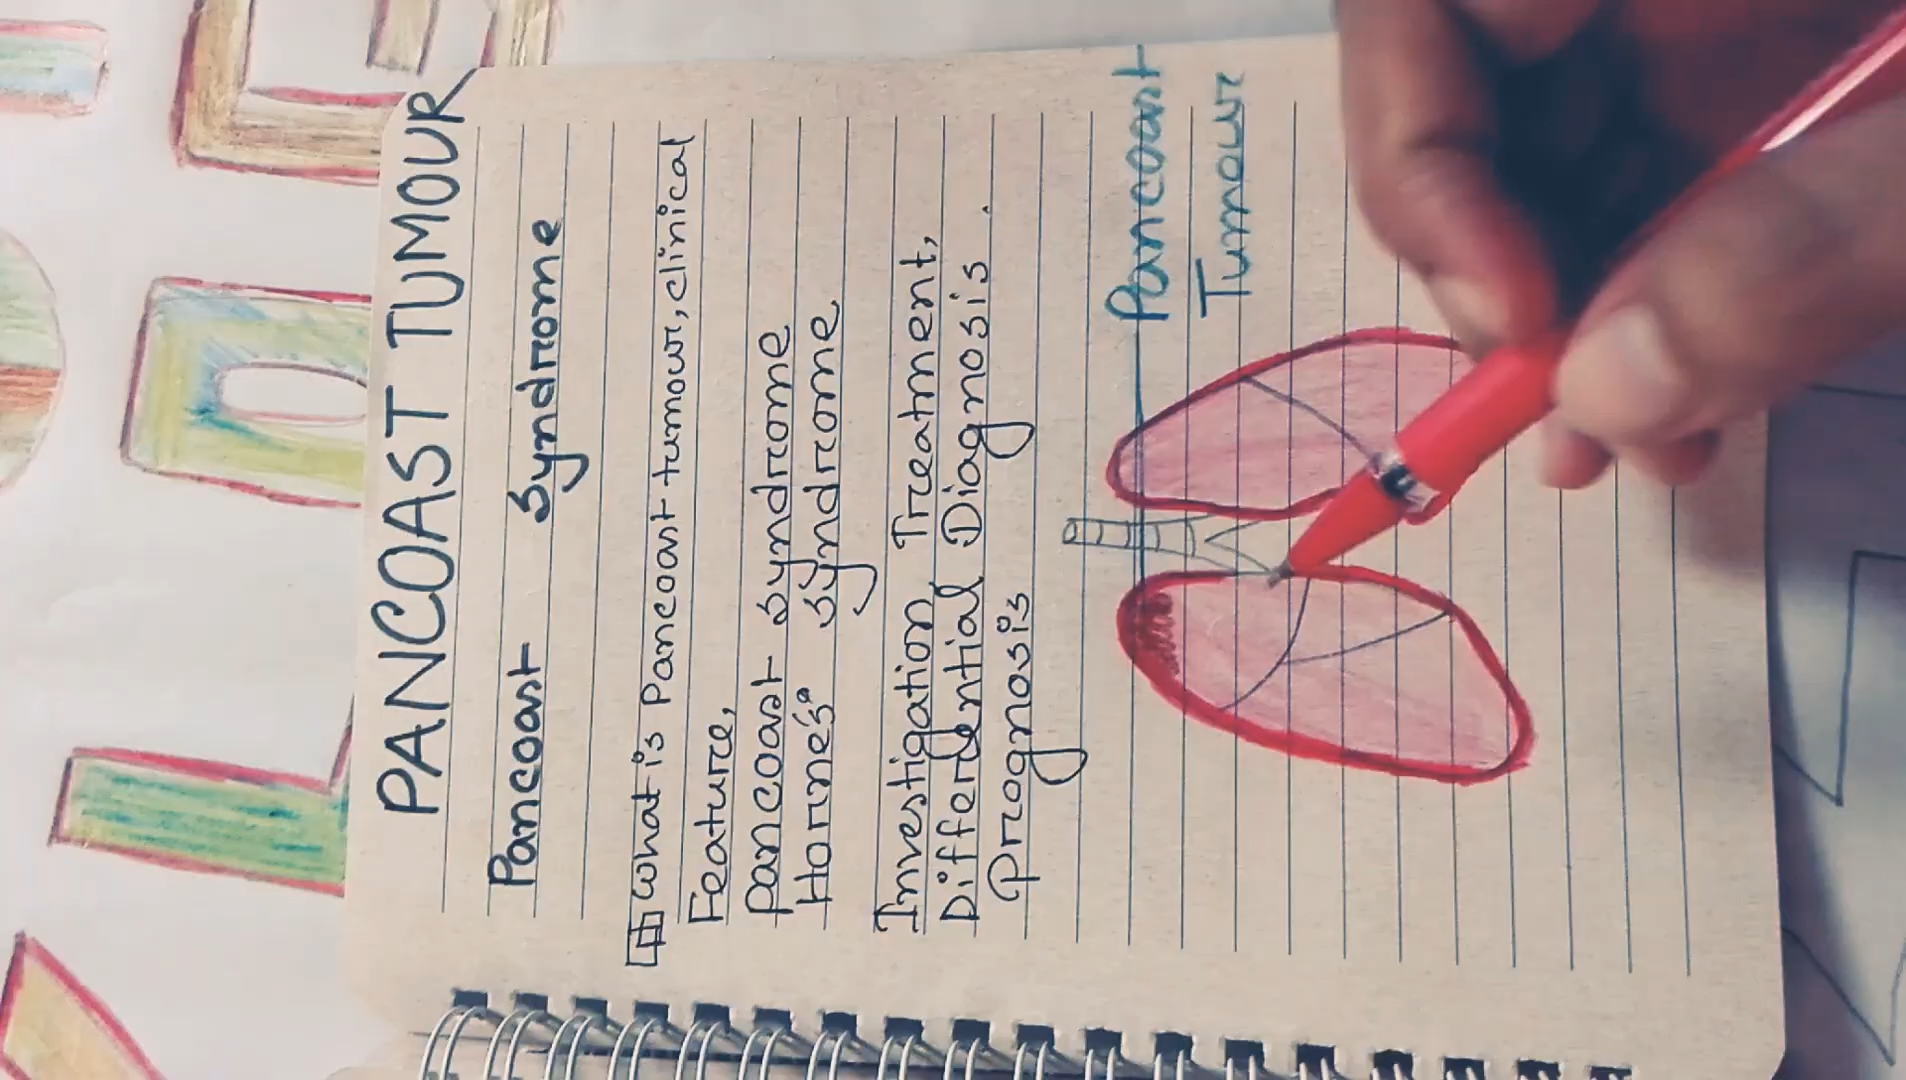 PANCOAST TUMOUR
Pancoast Syndrome
What is Pancoast tumour, clinical
Feature,
Pancoast syndrome
Horne's syndrome
Investigation Treatment,
Differential Diagnosis.
Prognosis
Pancoast
Tumour